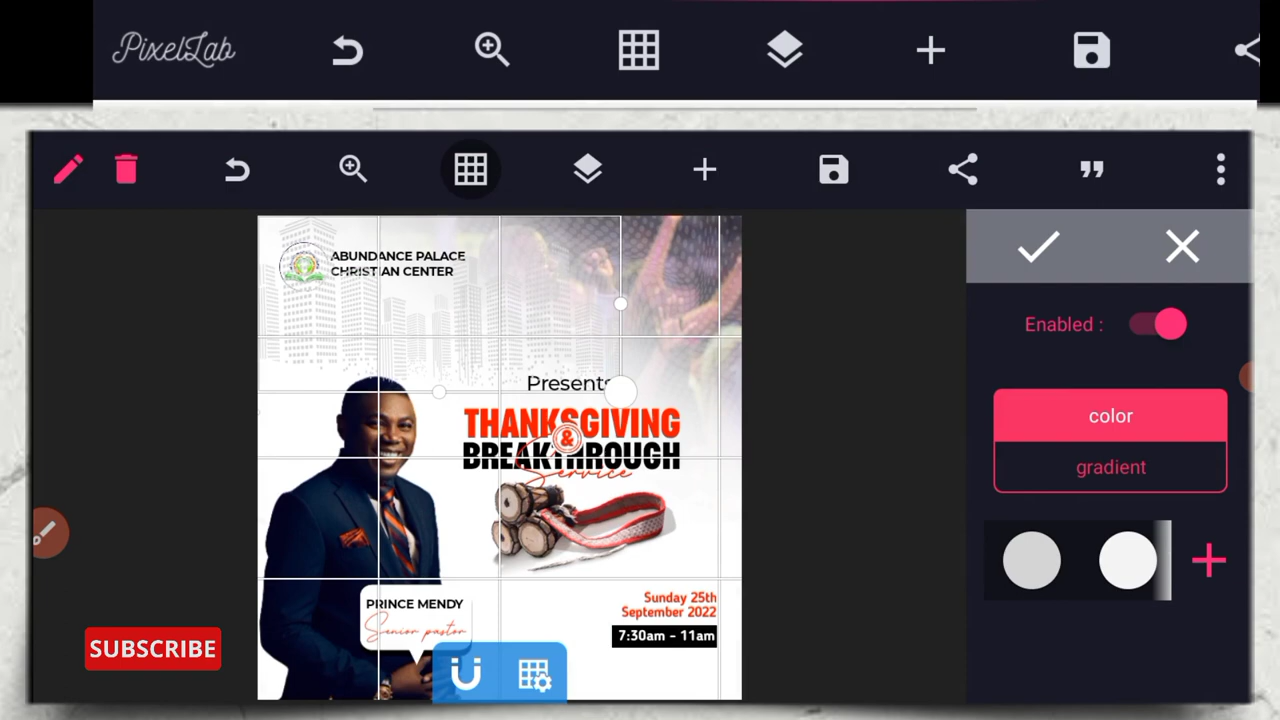 PixelLab
ABUNDANCE PALACE
CHRISTIAN CENTER
Presents
THANKSGIVING
&
BREAKTHROUGH
Service
PRINCE MENDY
Senior pastor
Sunday 25th
September 2022
7:30am - 11am
Enabled :
color
gradient
SUBSCRIBE